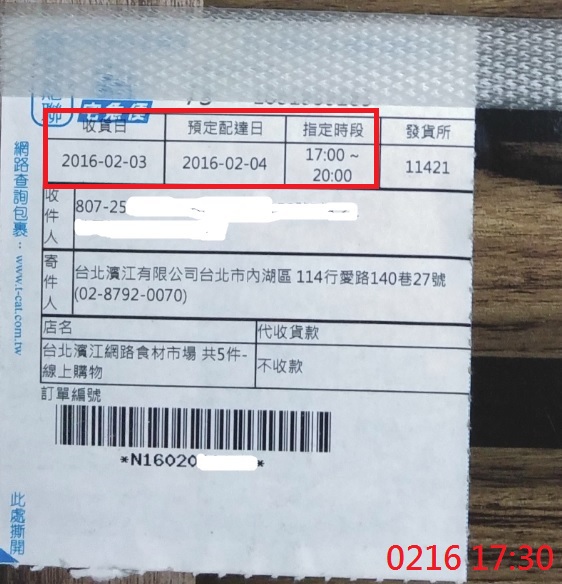 貼聯
宅急便
收貨日 預定配達日 指定時段 發貨所
2016-02-03 2016-02-04 17:00 ~ 20:00 11421
收件人 807-25
寄件人 台北濱江有限公司台北市內湖區 114行愛路140巷27號
(02-8792-0070)
店名 代收貨款
台北濱江網路食材市場 共5件-
線上購物 不收款
訂單編號
*N16020 *
網路查詢包裹：www.t-cat.com.tw
此處撕開
0216 17:30